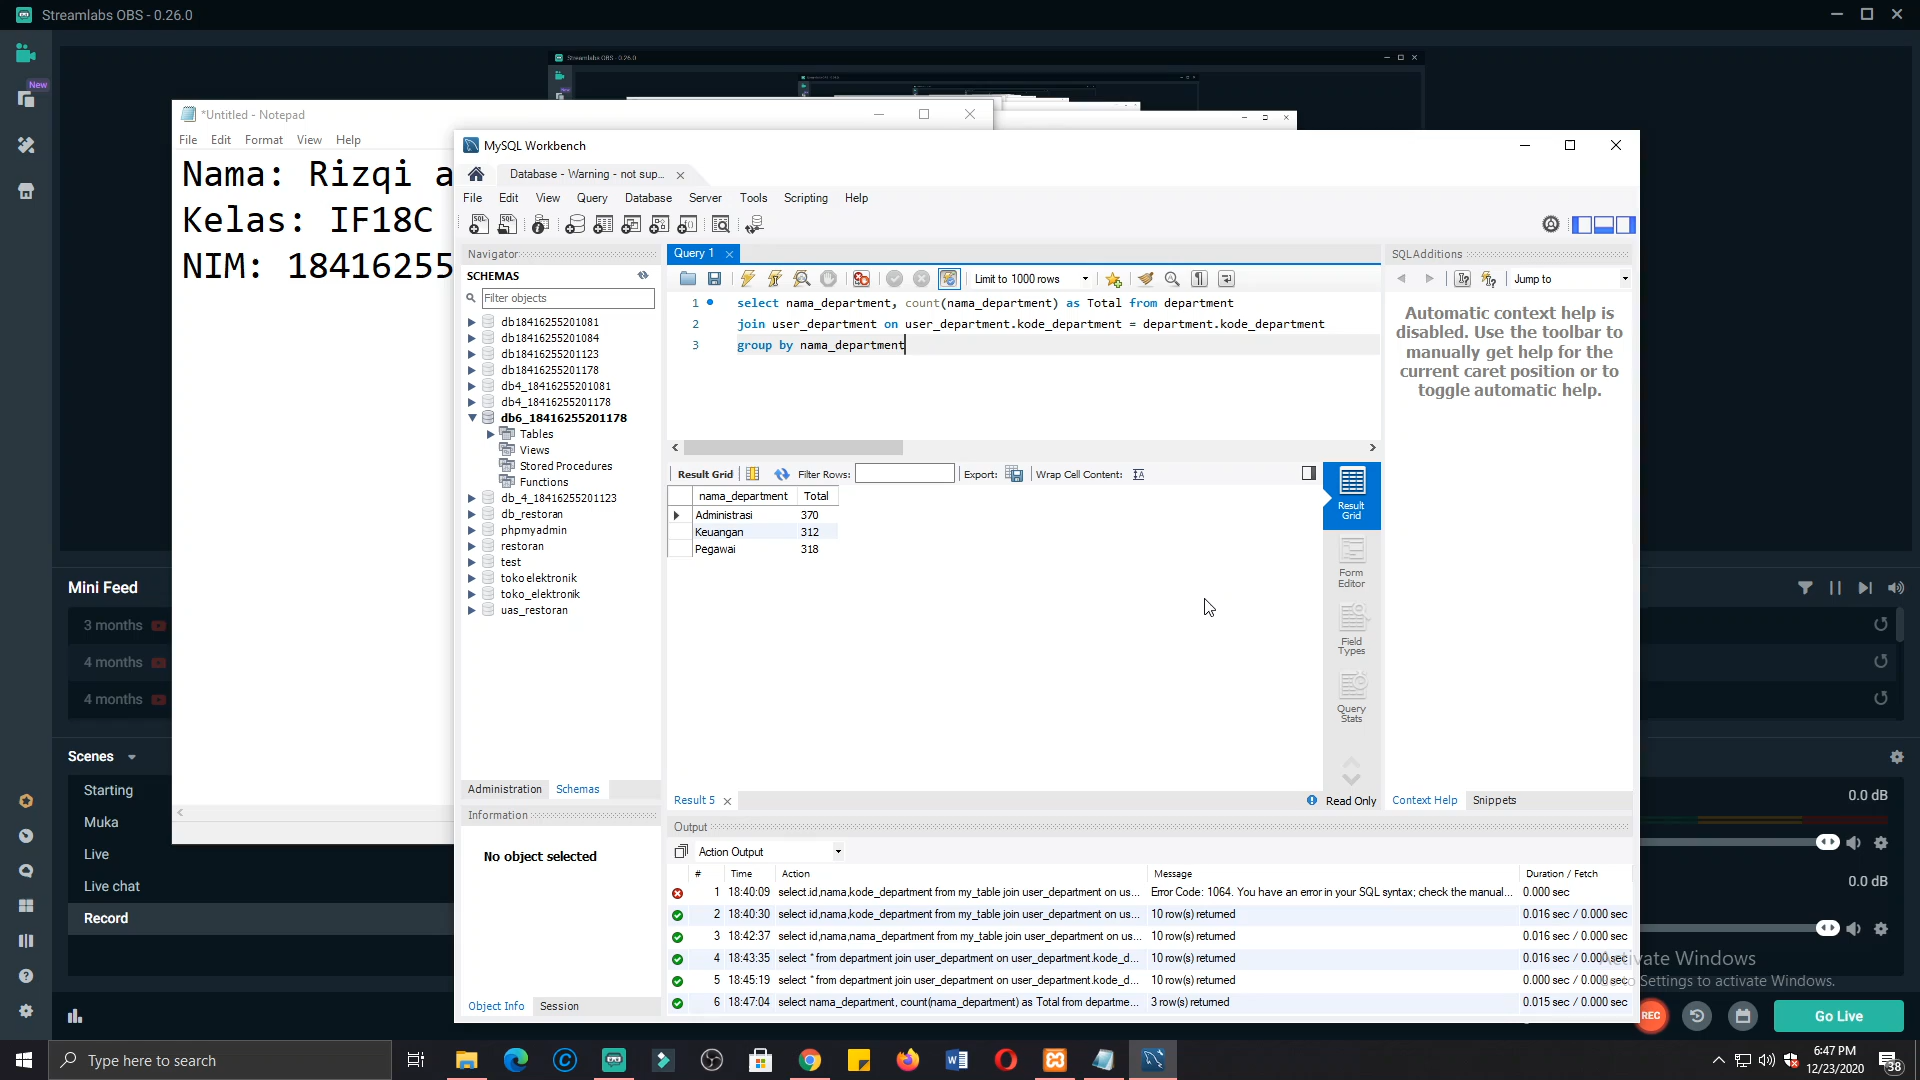 Streamlabs OBS - 0.26.0
New
Streamlabs OBS - 0.26.0
*Untitled - Notepad
File Edit Format View Help
Nama: Rizqi a
Kelas: IF18C
NIM: 18416255
MySQL Workbench
Database - Warning - not sup...
File Edit View Query Database Server Tools Scripting Help
Navigator
SCHEMAS
Filter objects
db18416255201081
db18416255201084
db18416255201123
db18416255201178
db4_18416255201081
db4_18416255201178
db6_18416255201178
Tables
Views
Stored Procedures
Functions
db_4_18416255201123
db_restoran
phpmyadmin
restoran
test
tokoelektronik
toko_elektronik
uas_restoran
Administration Schemas
Information
No object selected
Object Info Session
Query 1
Limit to 1000 rows
1 select nama_department, count(nama_department) as Total from department
2 join user_department on user_department.kode_department = department.kode_department
3 group by nama_department
Result Grid Filter Rows: Export: Wrap Cell Content:
nama_department Total
Administrasi 370
Keuangan 312
Pegawai 318
Result Grid
Form Editor
Field Types
Query Stats
Result 5
Read Only
SQLAdditions
Jump to
Automatic context help is
disabled. Use the toolbar to
manually get help for the
current caret position or to
toggle automatic help.
Context Help Snippets
Output
Action Output
# Time Action Message Duration / Fetch
1 18:40:09 select id,nama,kode_department from my_table join user_department on us... Error Code: 1064. You have an error in your SQL syntax; check the manual... 0.000 sec
2 18:40:30 select id,nama,kode_department from my_table join user_department on us... 10 row(s) returned 0.016 sec / 0.000 sec
3 18:42:37 select id,nama,nama_department from my_table join user_department on us... 10 row(s) returned 0.016 sec / 0.000 sec
4 18:43:35 select * from department join user_department on user_department.kode_d... 10 row(s) returned 0.016 sec / 0.000 sec
5 18:45:19 select * from department join user_department on user_department.kode_d... 10 row(s) returned 0.000 sec / 0.000 sec
6 18:47:04 select nama_department, count(nama_department) as Total from departme... 3 row(s) returned 0.015 sec / 0.000 sec
Mini Feed
3 months
4 months
4 months
Scenes
Starting
Muka
Live
Live chat
Record
0.0 dB
0.0 dB
Activate Windows
Go to Settings to activate Windows.
REC
Go Live
Type here to search
6:47 PM
12/23/2020
38